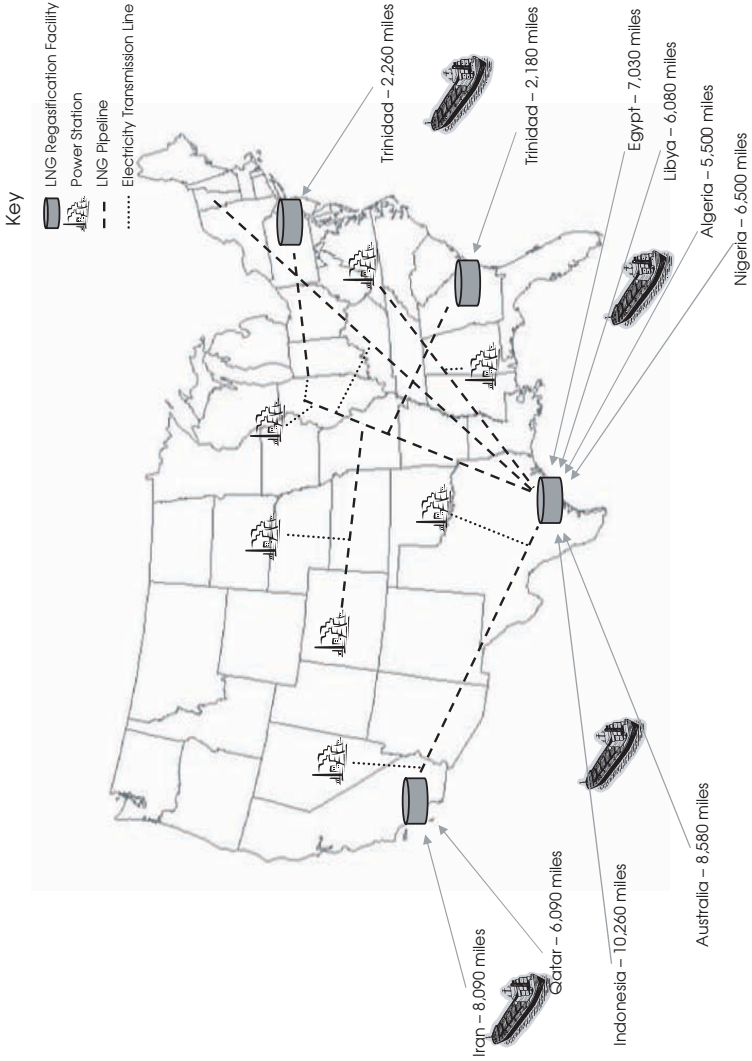 Key
LNG Regasification Facility
Power Station
LNG Pipeline
Electricity Transmission Line
Trinidad – 2,260 miles
Trinidad – 2,180 miles
Egypt – 7,030 miles
Libya – 6,080 miles
Algeria – 5,500 miles
Nigeria – 6,500 miles
Iran – 8,090 miles
Qatar – 6,090 miles
Indonesia – 10,260 miles
Australia – 8,580 miles